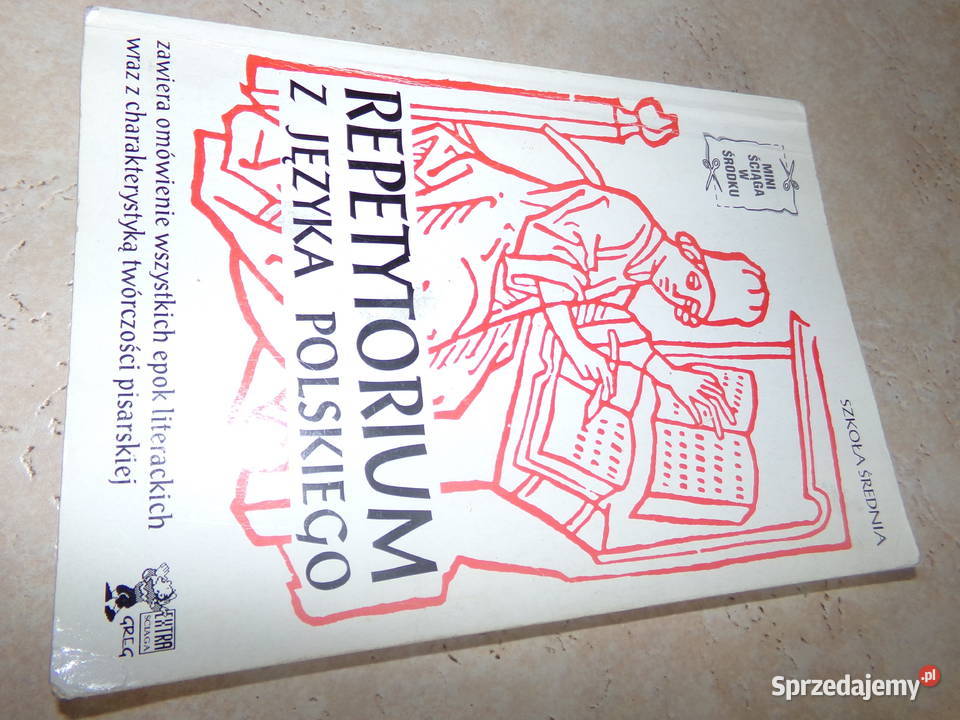 SZKOŁA ŚREDNIA
MINI
ŚCIĄGA
W
ŚRODKU
REPETYTORIUM
Z JĘZYKA POLSKIEGO
zawiera omówienie wszystkich epok literackich
wraz z charakterystyką twórczości pisarskiej
EXTRA
ŚCIĄGA
GREG
Sprzedajemy.pl